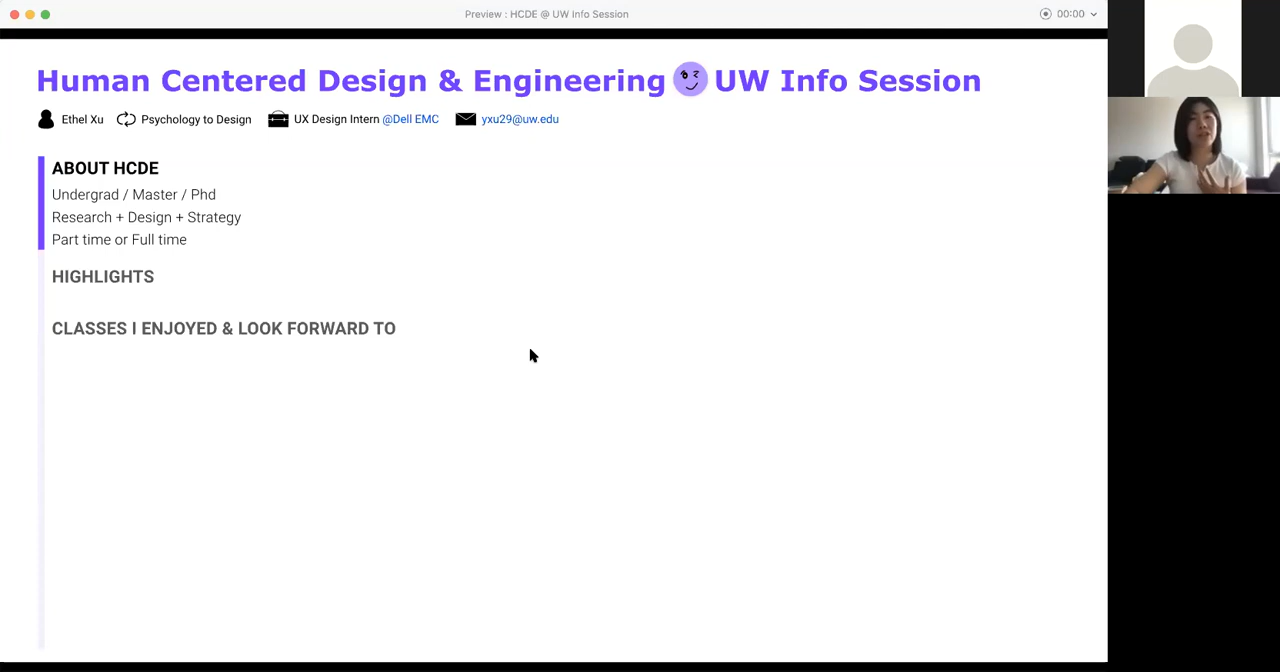 Preview : HCDE @ UW Info Session
00:00
Human Centered Design & Engineering UW Info Session
Ethel Xu Psychology to Design UX Design Intern @Dell EMC yxu29@uw.edu
ABOUT HCDE
Undergrad / Master / Phd
Research + Design + Strategy
Part time or Full time
HIGHLIGHTS
CLASSES I ENJOYED & LOOK FORWARD TO